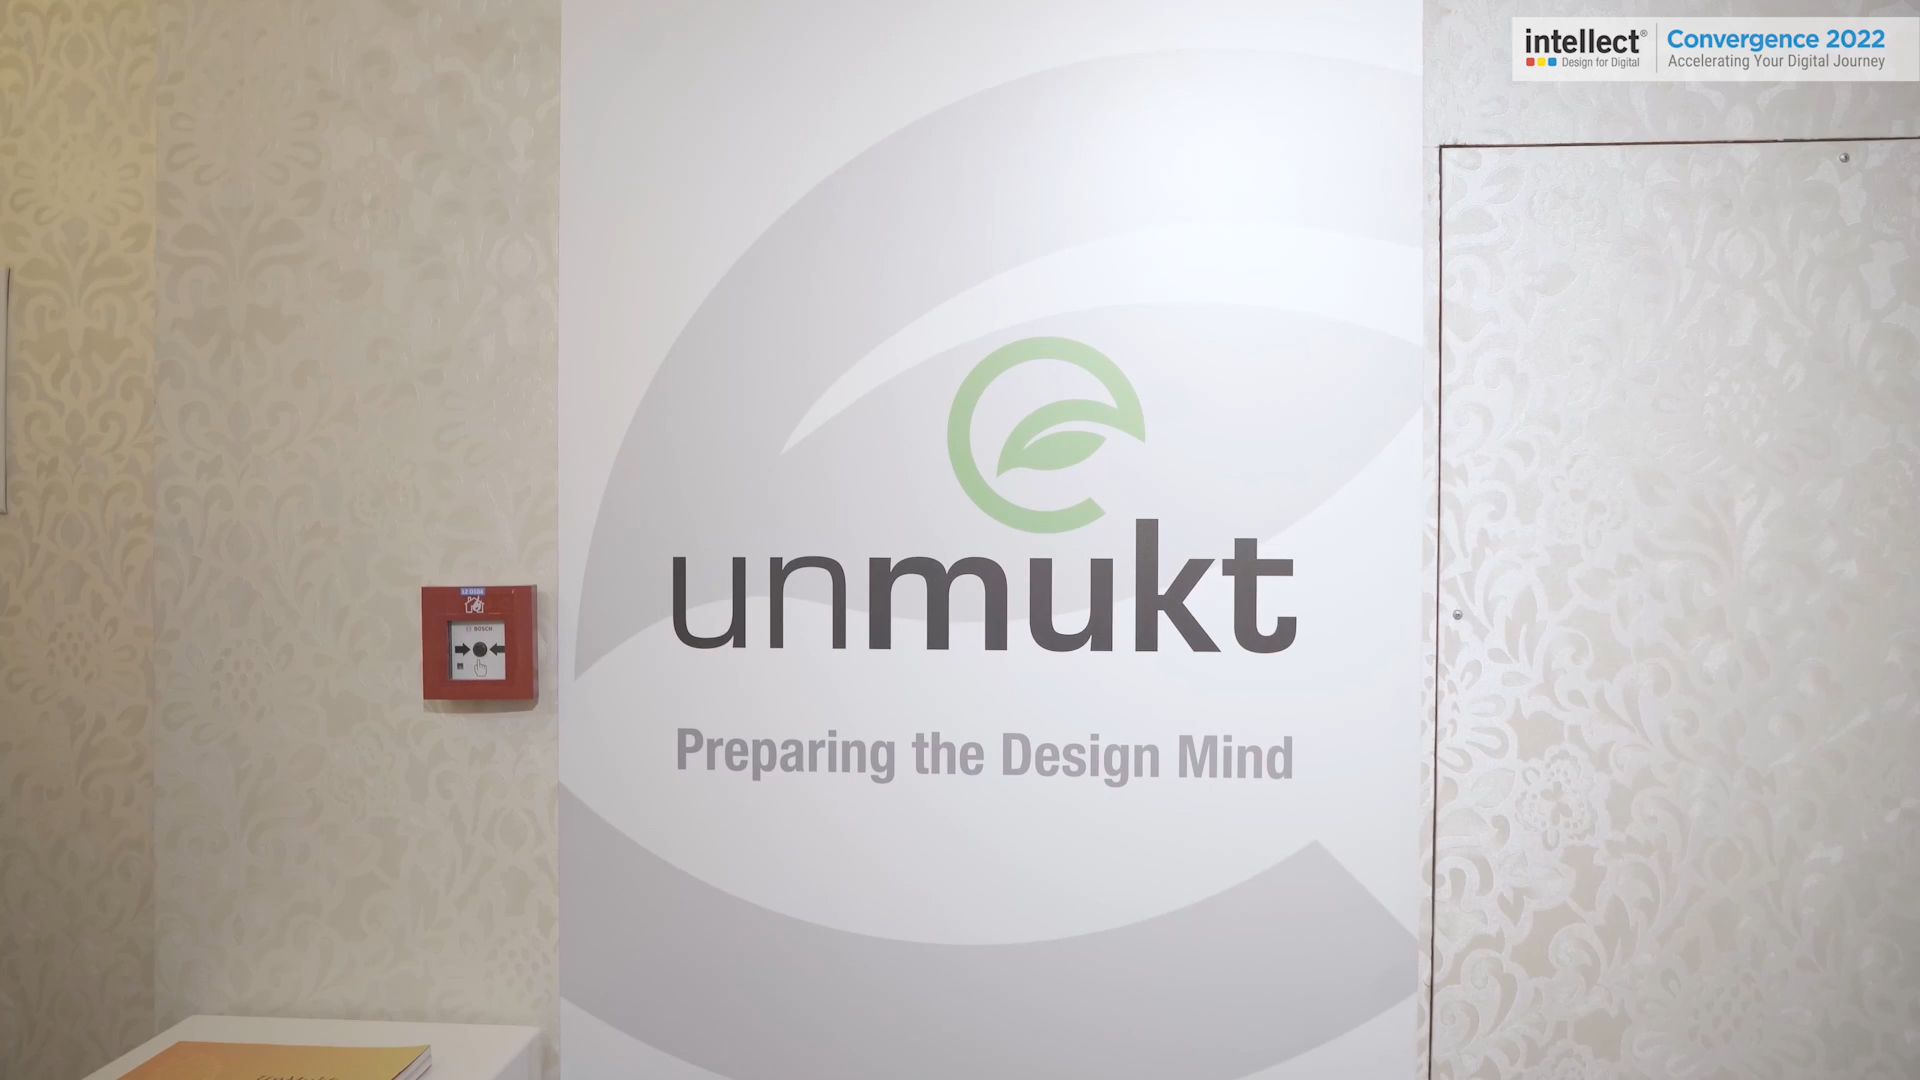 intellect®
Design for Digital
Convergence 2022
Accelerating Your Digital Journey
unmukt
Preparing the Design Mind
BOSCH